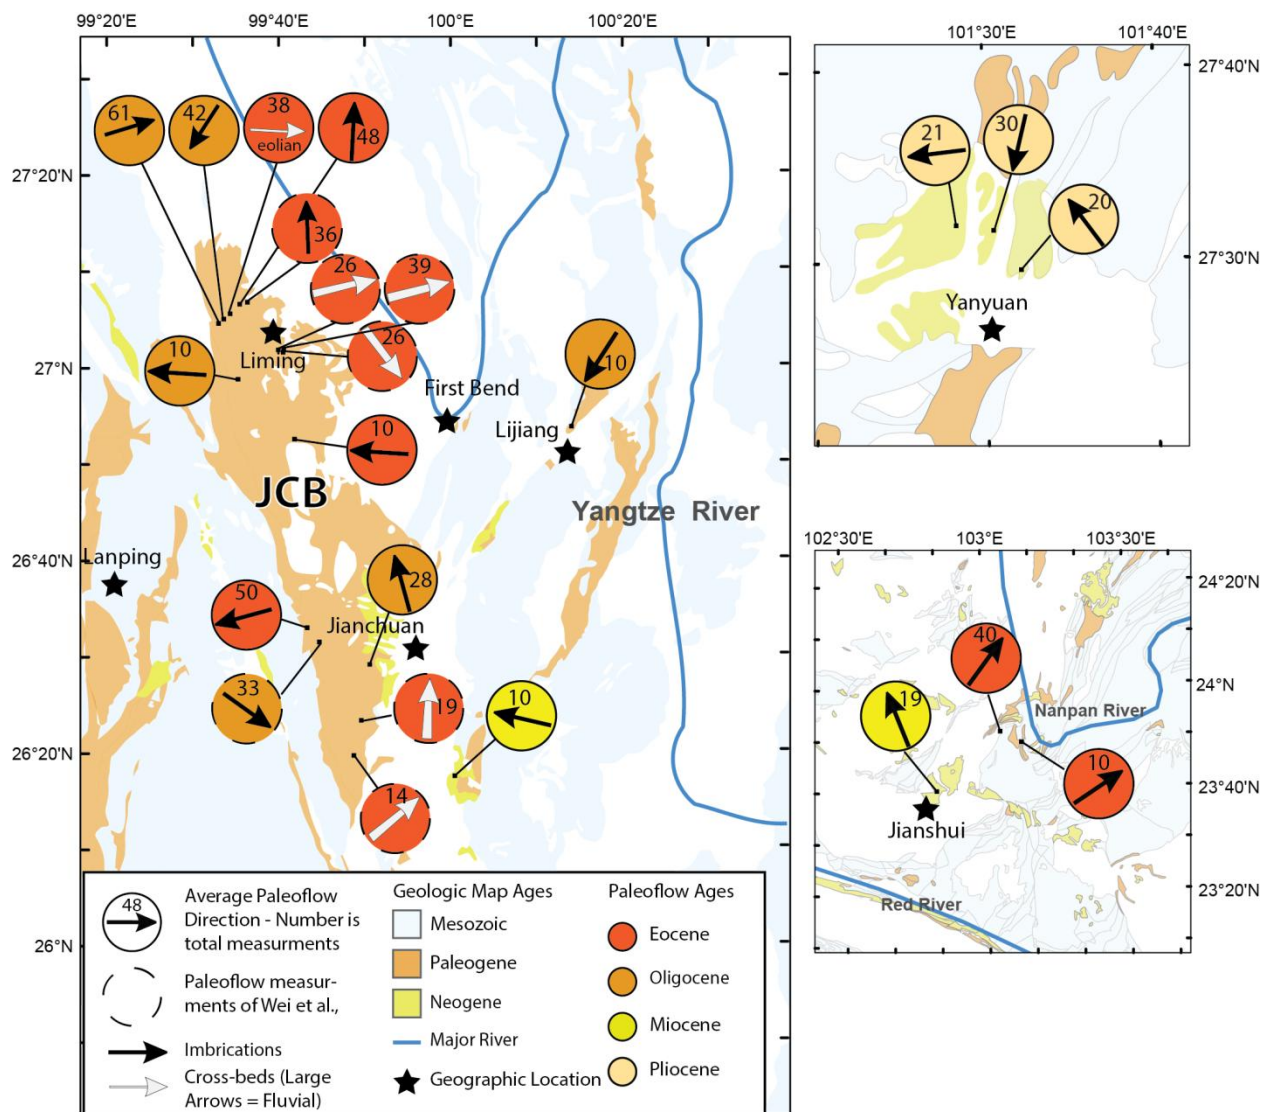 99°20'E
99°40'E
100°E
100°20'E
27°20'N
27°N
26°40'N
26°20'N
26°N
61
42
38
eolian
48
36
26
39
26
10
Liming
First Bend
10
Lijiang
10
JCB
Yangtze River
Lanping
50
28
Jianchuan
33
19
10
14
48
Average Paleoflow
Direction - Number is
total measurments
Paleoflow measur-
ments of Wei et al.,
Imbrications
Cross-beds (Large
Arrows = Fluvial)
Geologic Map Ages
Mesozoic
Paleogene
Neogene
Major River
Geographic Location
Paleoflow Ages
Eocene
Oligocene
Miocene
Pliocene
101°30'E
101°40'E
27°40'N
27°30'N
21
30
20
Yanyuan
102°30'E
103°E
103°30'E
24°20'N
24°N
23°40'N
23°20'N
40
19
Nanpan River
10
Jianshui
Red River